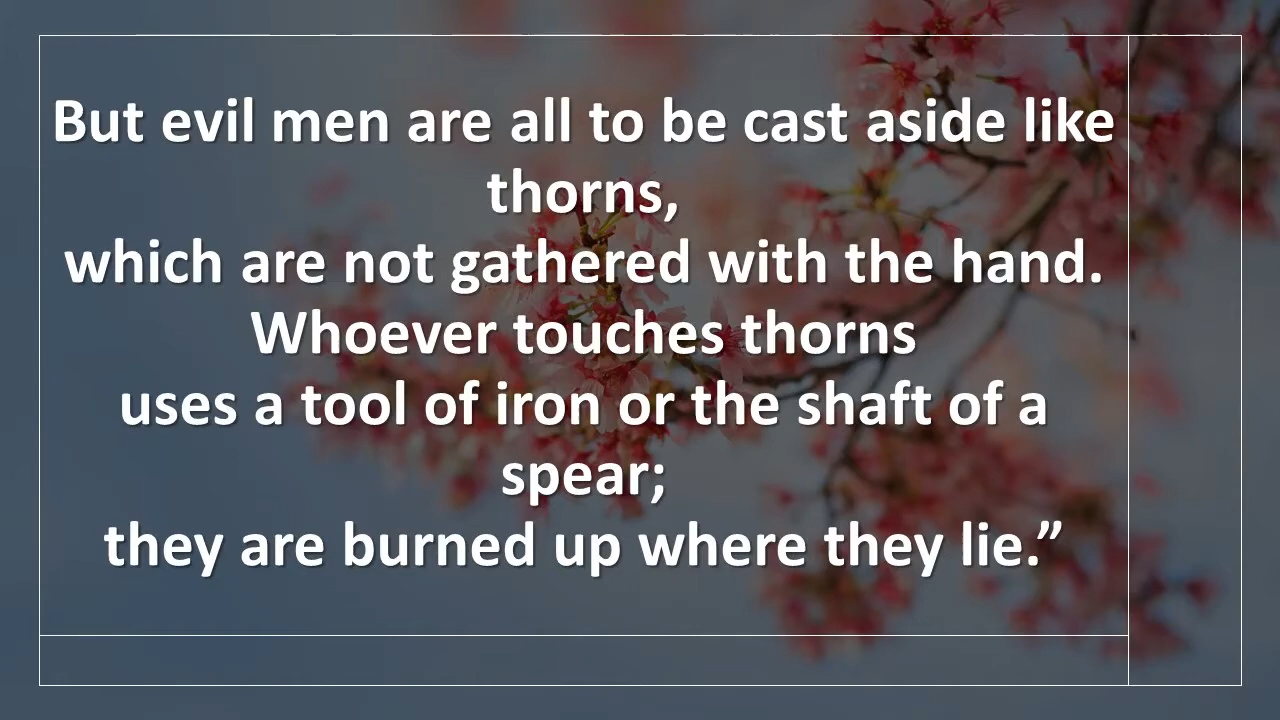 But evil men are all to be cast aside like
thorns,
which are not gathered with the hand.
Whoever touches thorns
uses a tool of iron or the shaft of a
spear;
they are burned up where they lie.”